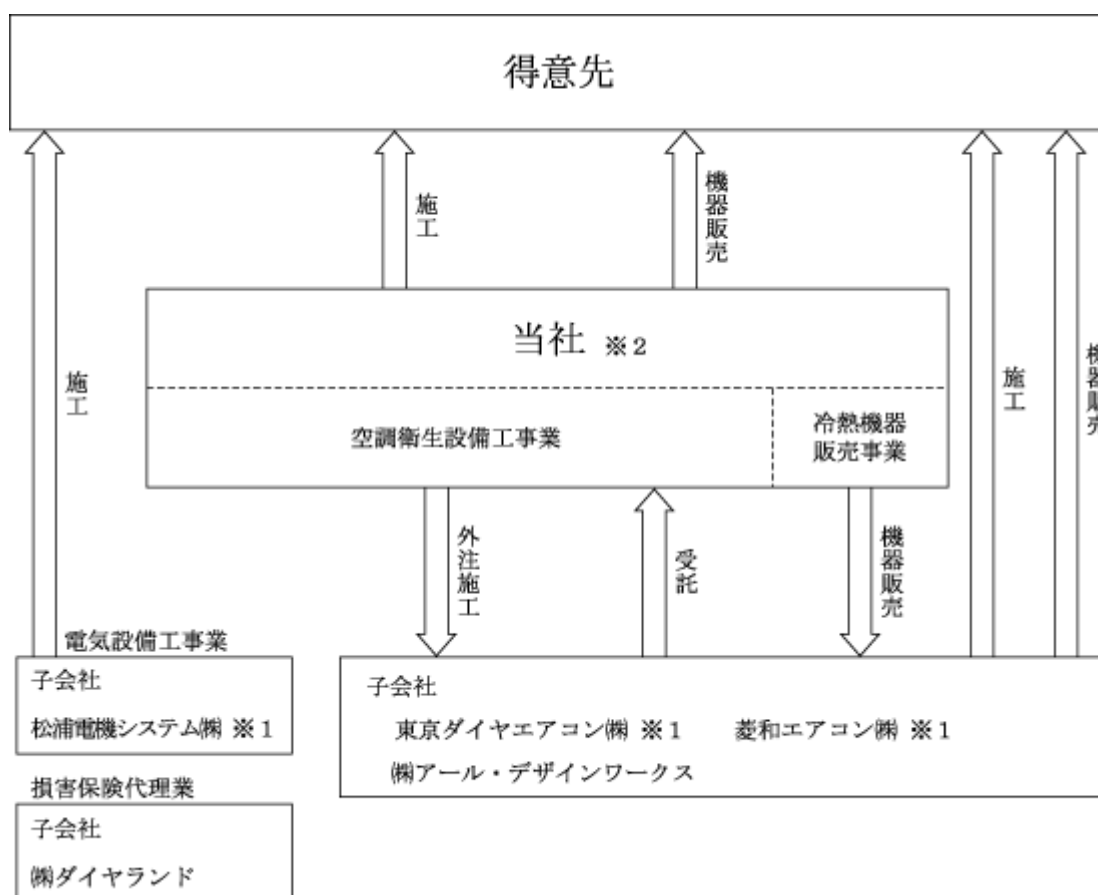 得意先
施工
機器販売
施工
施工
機器販売
当社 ※2
空調衛生設備工事業
冷熱機器
販売事業
外注施工
受託
機器販売
電気設備工事業
子会社
松浦電機システム㈱ ※1
子会社
東京ダイヤエアコン㈱ ※1 菱和エアコン㈱ ※1
㈱アール・デザインワークス
損害保険代理業
子会社
㈱ダイヤランド